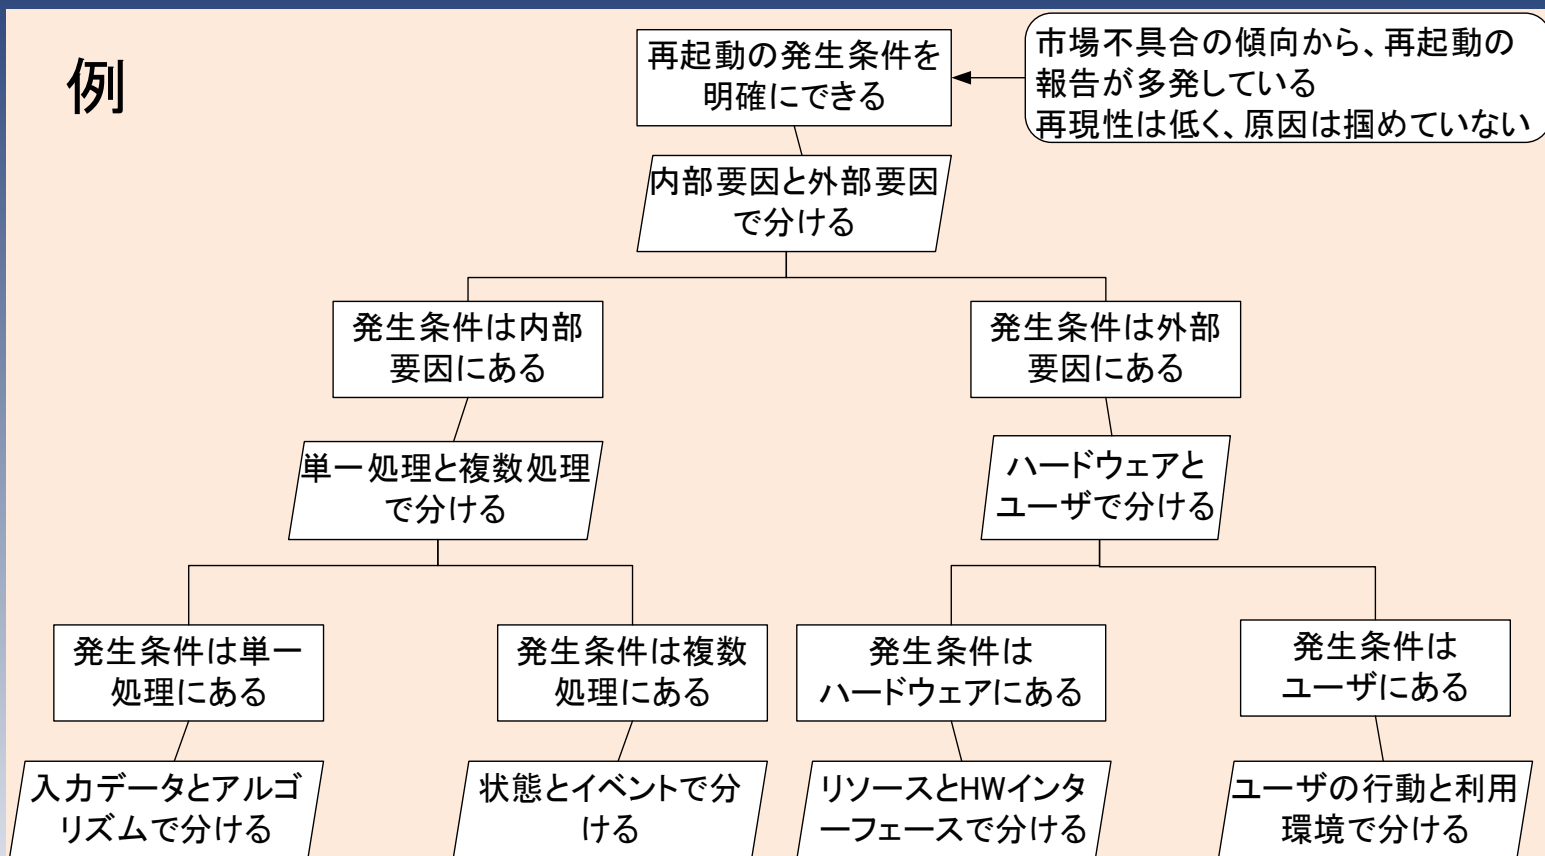 例
再起動の発生条件を
明確にできる
市場不具合の傾向から、再起動の
報告が多発している
再現性は低く、原因は掴めていない
内部要因と外部要因
で分ける
発生条件は内部
要因にある
発生条件は外部
要因にある
単一処理と複数処理
で分ける
ハードウェアと
ユーザで分ける
発生条件は単一
処理にある
発生条件は複数
処理にある
発生条件は
ハードウェアにある
発生条件は
ユーザにある
入力データとアルゴ
リズムで分ける
状態とイベントで分
ける
リソースとHWインタ
ーフェースで分ける
ユーザの行動と利用
環境で分ける